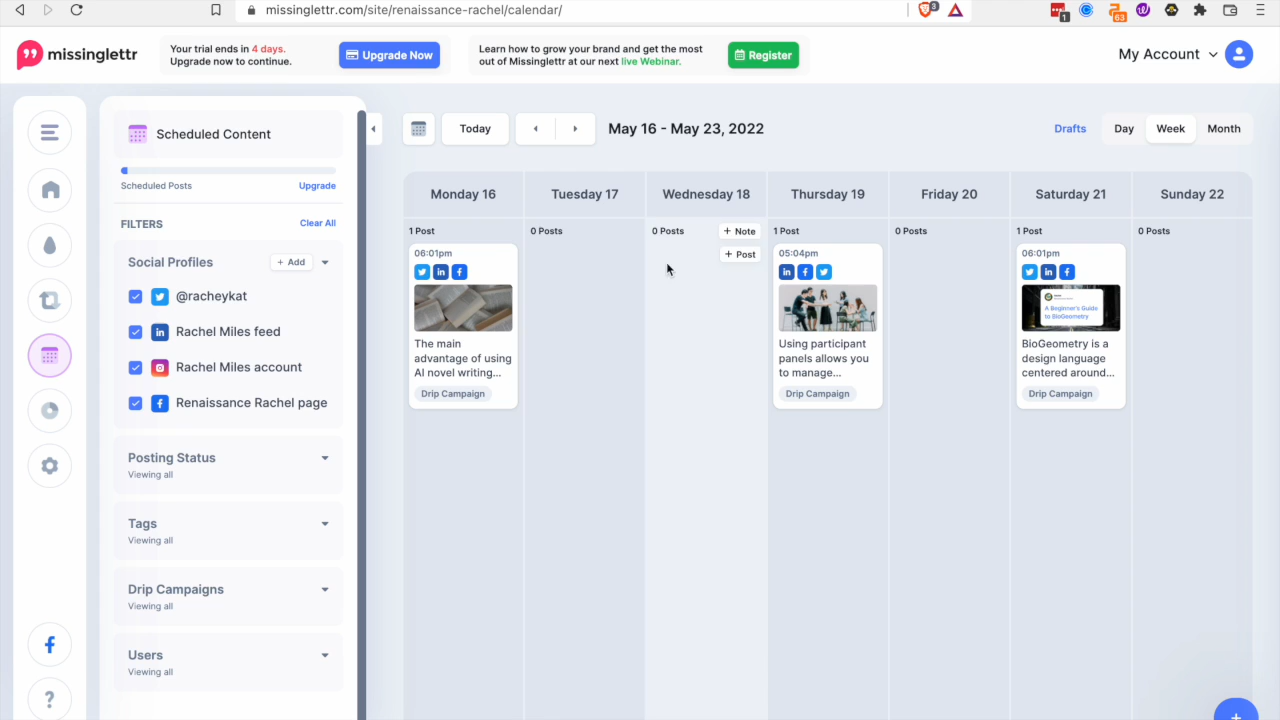 missinglettr.com/site/renaissance-rachel/calendar/
3
1
63
missinglettr
Your trial ends in 4 days.
Upgrade now to continue.
Upgrade Now
Learn how to grow your brand and get the most
out of Missinglettr at our next live Webinar.
Register
My Account
Scheduled Content
Scheduled Posts
Upgrade
FILTERS
Clear All
Social Profiles
+ Add
@racheykat
Rachel Miles feed
Rachel Miles account
Renaissance Rachel page
Posting Status
Viewing all
Tags
Viewing all
Drip Campaigns
Viewing all
Users
Viewing all
?
Today
May 16 - May 23, 2022
Drafts
Day
Week
Month
Monday 16
Tuesday 17
Wednesday 18
Thursday 19
Friday 20
Saturday 21
Sunday 22
1 Post
0 Posts
0 Posts
+ Note
+ Post
1 Post
0 Posts
1 Post
0 Posts
06:01pm
The main
advantage of using
AI novel writing...
Drip Campaign
05:04pm
Using participant
panels allows you
to manage...
Drip Campaign
06:01pm
A Beginner's Guide
to BioGeometry
BioGeometry is a
design language
centered around...
Drip Campaign
+